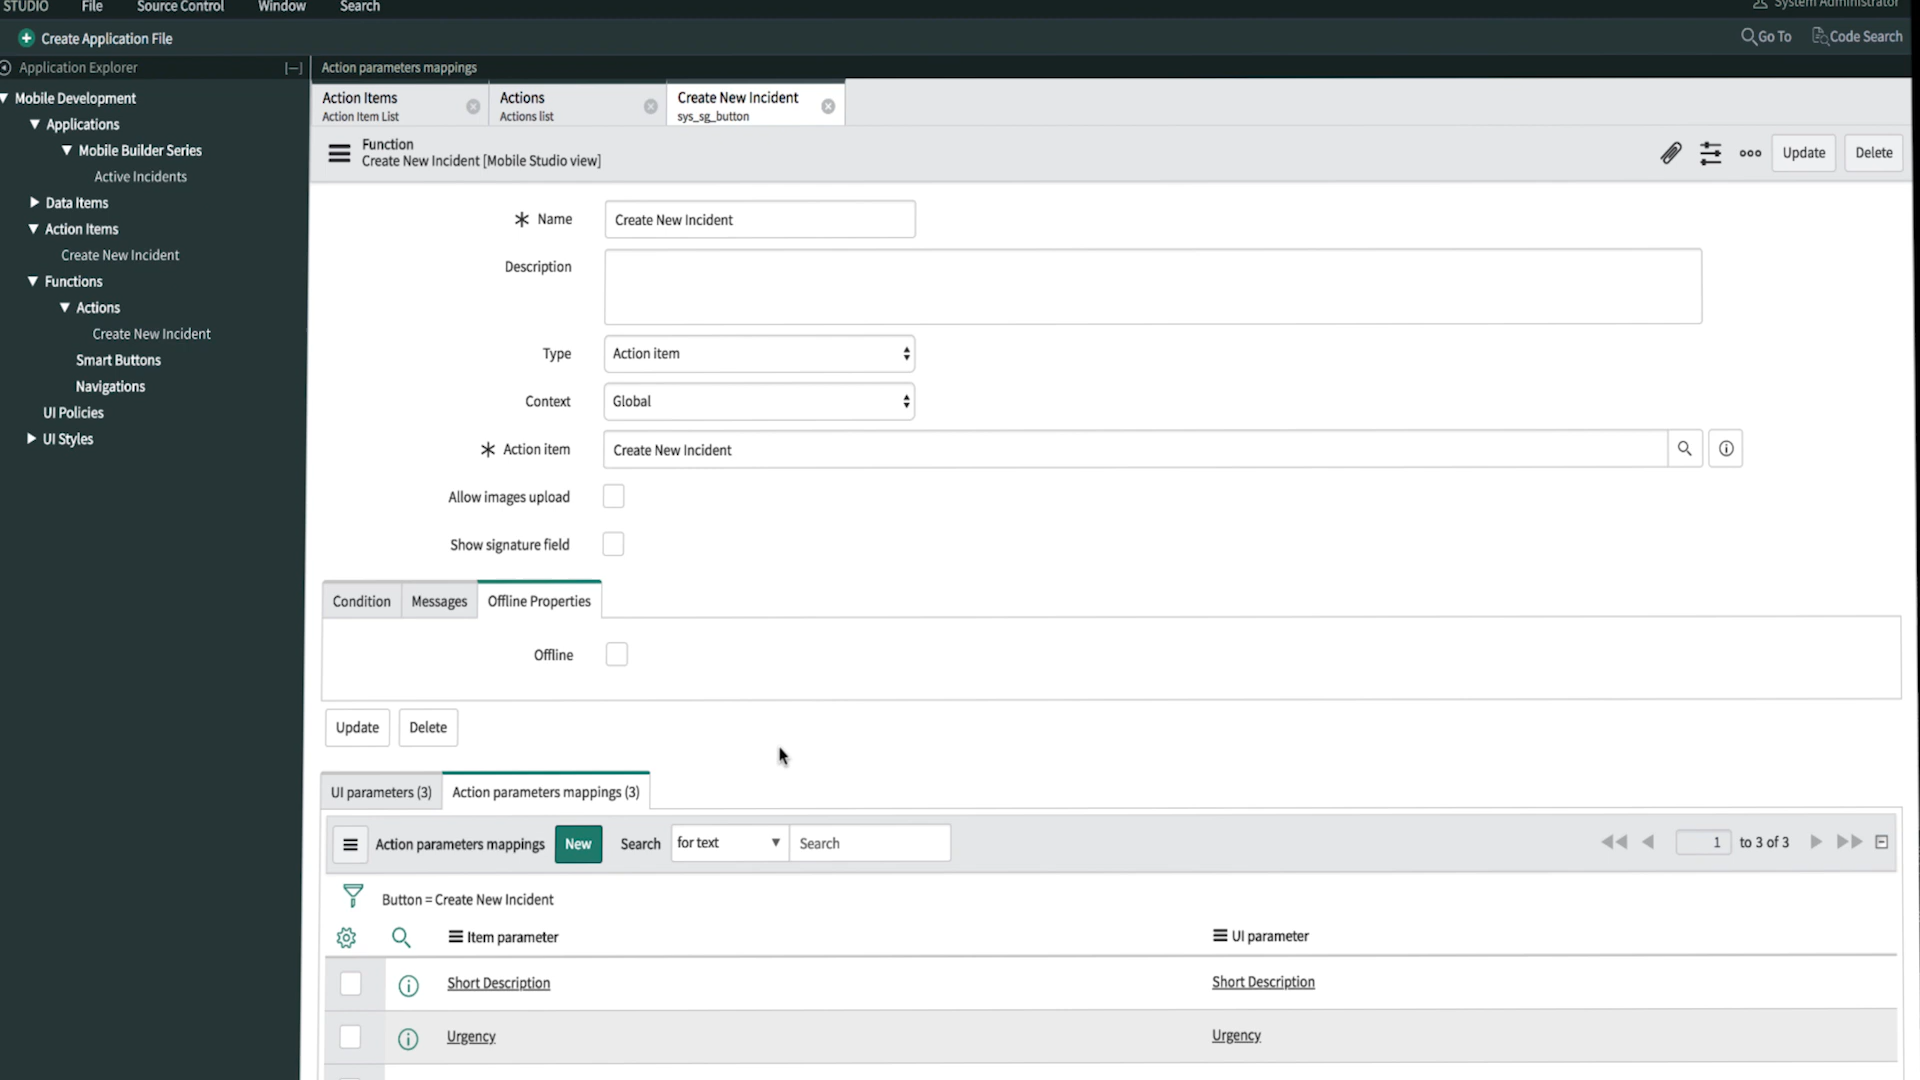 STUDIO File Source Control Window Search System Administrator
Create Application File Go To Code Search
Application Explorer [—] Action parameters mappings
Mobile Development
Applications
Mobile Builder Series
Active Incidents
Data Items
Action Items
Create New Incident
Functions
Actions
Create New Incident
Smart Buttons
Navigations
UI Policies
UI Styles
Action Items
Action Item List
Actions
Actions list
Create New Incident
sys_sg_button
Function
Create New Incident [Mobile Studio view]
Update Delete
Name Create New Incident
Description
Type Action item
Context Global
Action item Create New Incident
Allow images upload
Show signature field
Condition Messages Offline Properties
Offline
Update Delete
UI parameters (3) Action parameters mappings (3)
Action parameters mappings New Search for text Search 1 to 3 of 3
Button = Create New Incident
Item parameter UI parameter
Short Description Short Description
Urgency Urgency